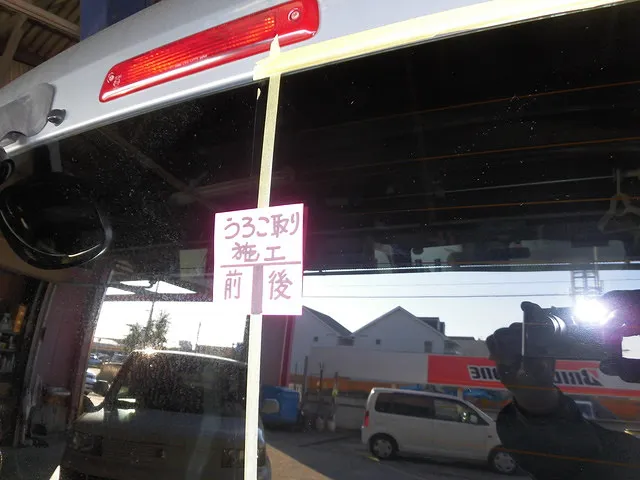 うろこ取り
施工
前 後